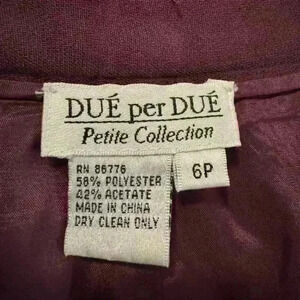 DUÉ per DUÉ
Petite Collection
RN 86776
58% POLYESTER
42% ACETATE
MADE IN CHINA
DRY CLEAN ONLY
6P